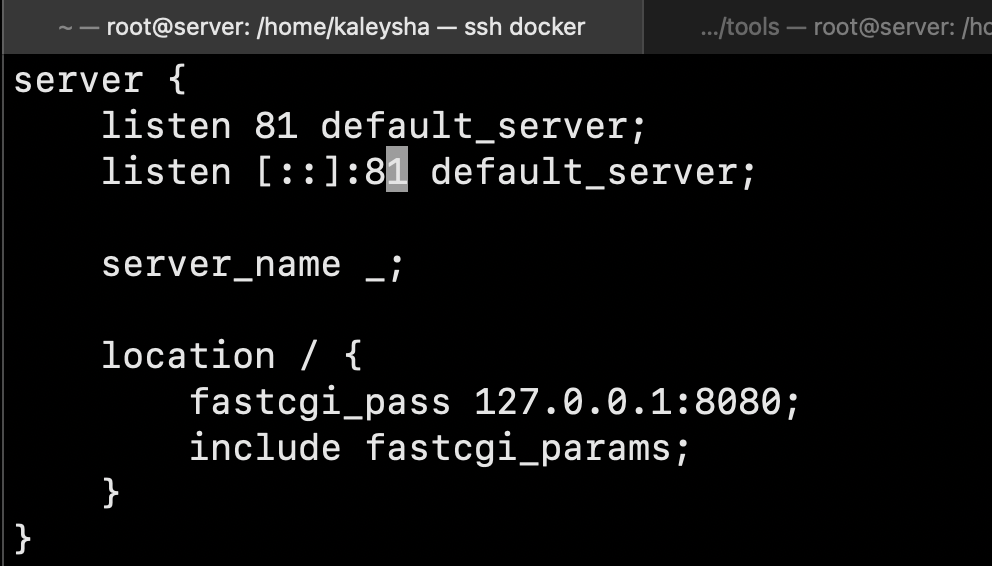 ~ — root@server: /home/kaleysha — ssh docker
.../tools — root@server: /ho
server {
listen 81 default_server;
listen [::]:81 default_server;
server_name _;
location / {
fastcgi_pass 127.0.0.1:8080;
include fastcgi_params;
}
}